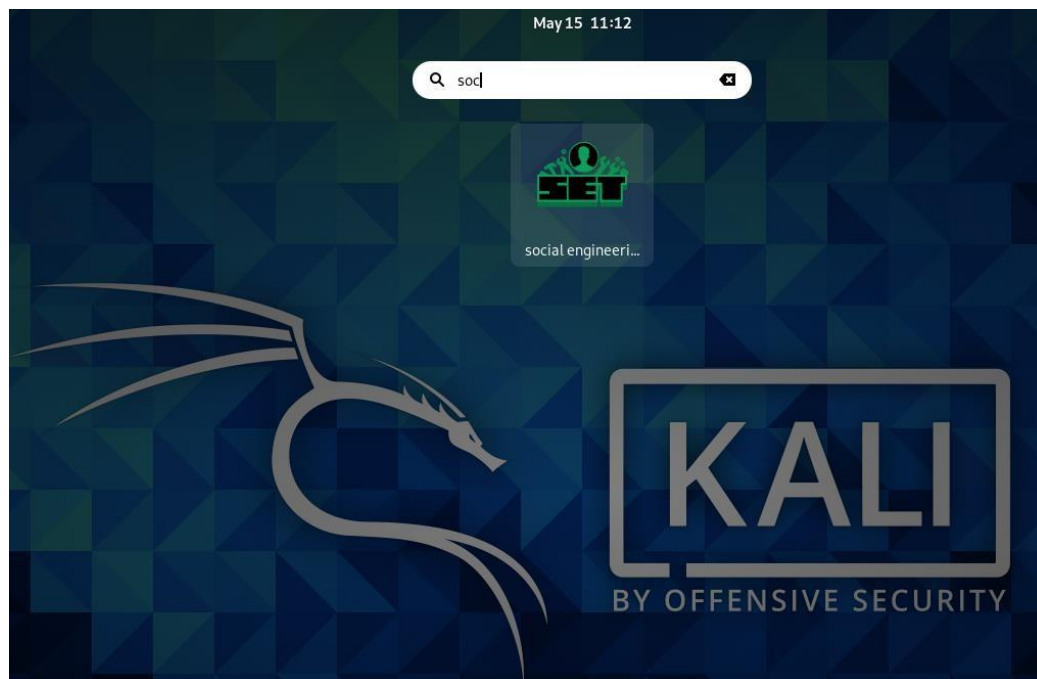 May 15 11:12
soc
SET
social engineeri...
KALI
BY OFFENSIVE SECURITY